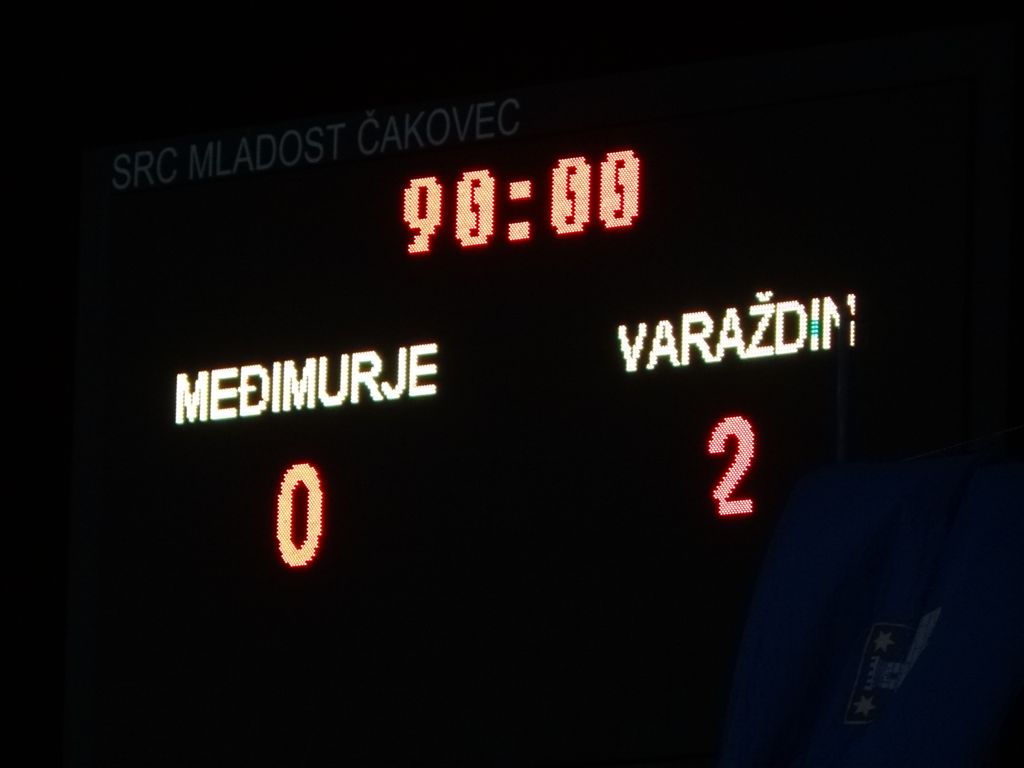 SRC MLADOST ČAKOVEC
90:00
MEĐIMURJE VARAŽDIN
0 2